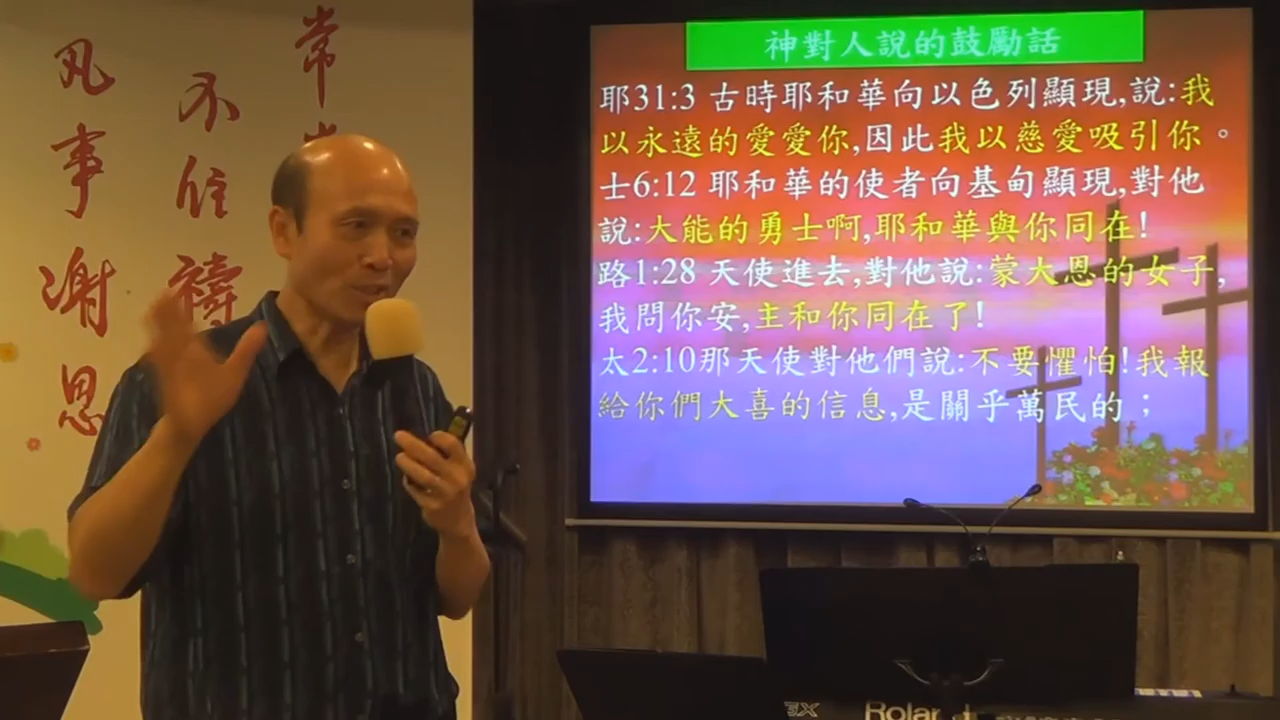 常
不住禱
凡事謝恩
神對人說的鼓勵話
耶31:3 古時耶和華向以色列顯現,說:我
以永遠的愛愛你,因此我以慈愛吸引你。
士6:12 耶和華的使者向基甸顯現,對他
說:大能的勇士啊,耶和華與你同在!
路1:28 天使進去,對他說:蒙大恩的女子,
我問你安,主和你同在了!
太2:10那天使對他們說:不要懼怕!我報
給你們大喜的信息,是關乎萬民的；
Roland